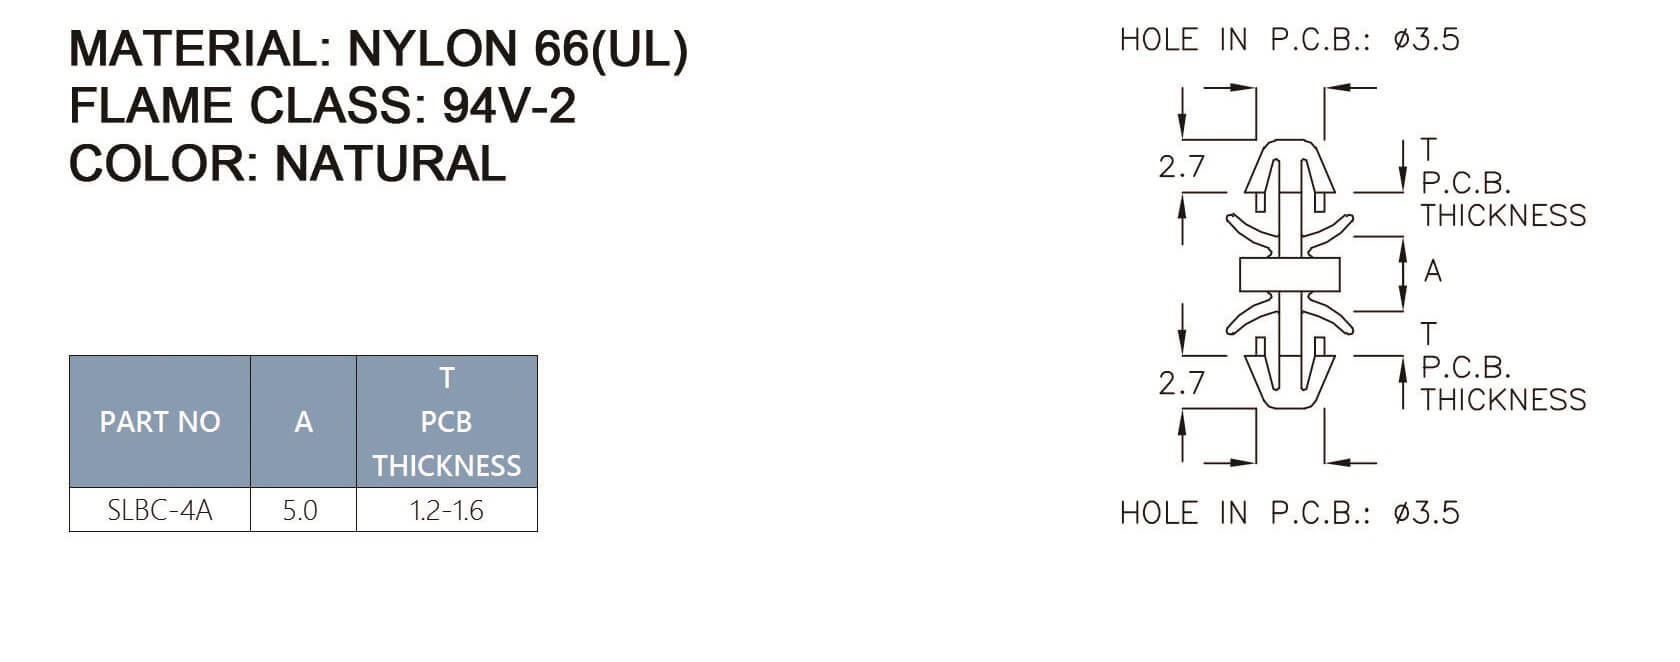 MATERIAL: NYLON 66(UL)
FLAME CLASS: 94V-2
COLOR: NATURAL
PART NO
A
T
PCB
THICKNESS
SLBC-4A
5.0
1.2-1.6
HOLE IN P.C.B.: ø3.5
2.7
T
P.C.B.
THICKNESS
A
2.7
T
P.C.B.
THICKNESS
HOLE IN P.C.B.: ø3.5